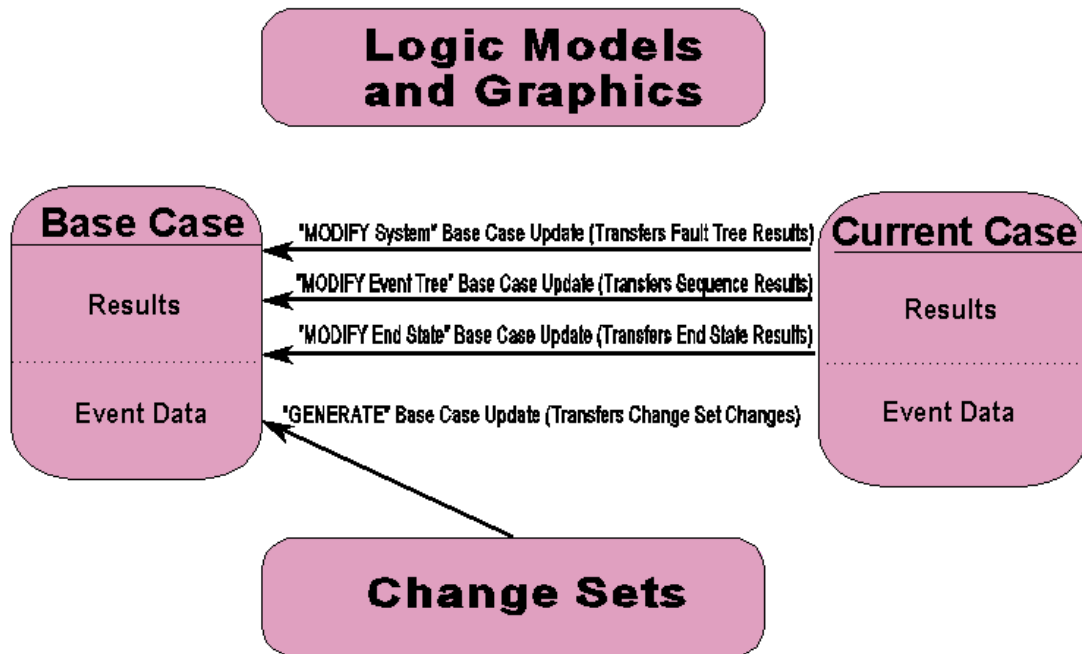 Logic Models
and Graphics
Base Case
Results
Event Data
"MODIFY System" Base Case Update (Transfers Fault Tree Results)
"MODIFY Event Tree" Base Case Update (Transfers Sequence Results)
"MODIFY End State" Base Case Update (Transfers End State Results)
"GENERATE" Base Case Update (Transfers Change Set Changes)
Current Case
Results
Event Data
Change Sets